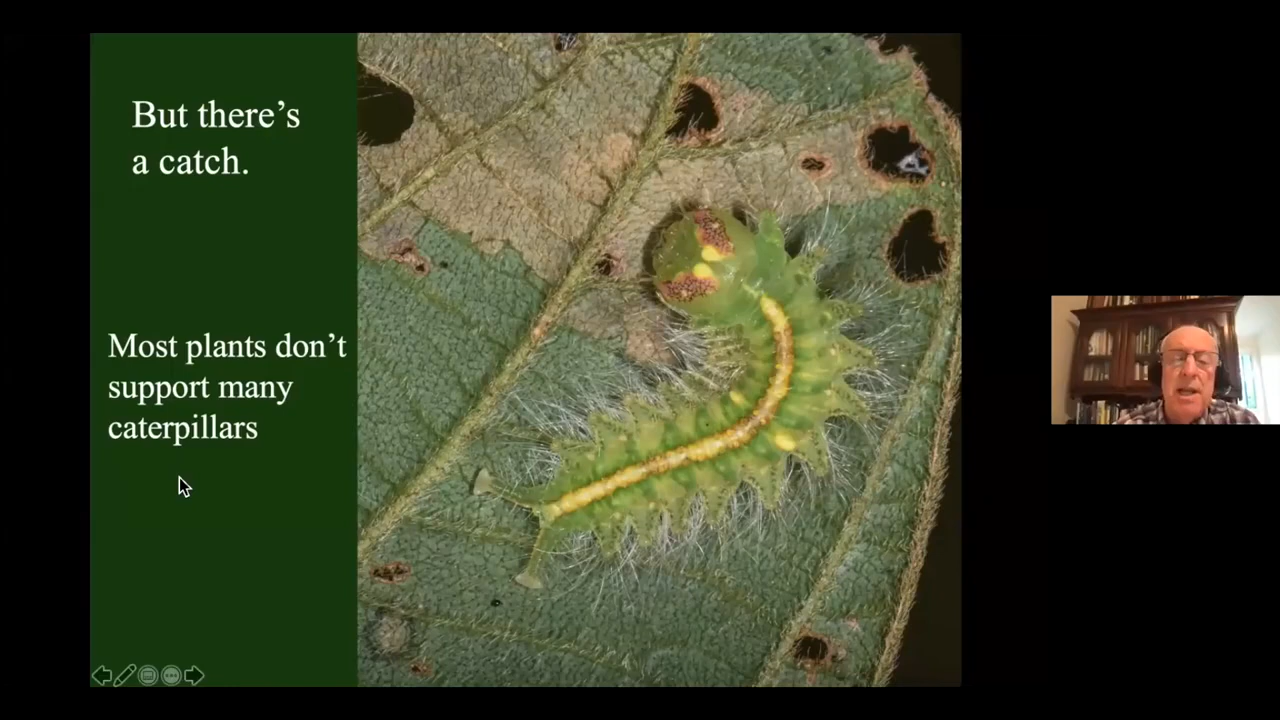 But there’s
a catch.
Most plants don’t
support many
caterpillars